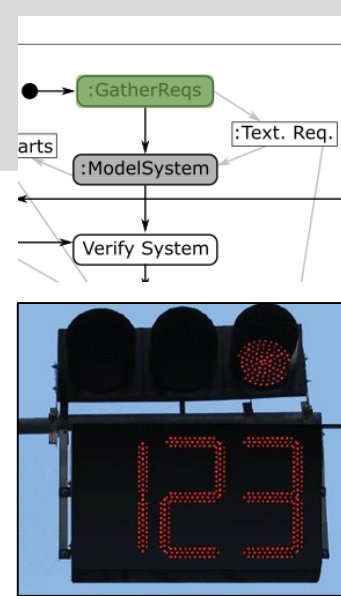 :GatherReqs
:Text. Req.
arts
:ModelSystem
Verify System
123